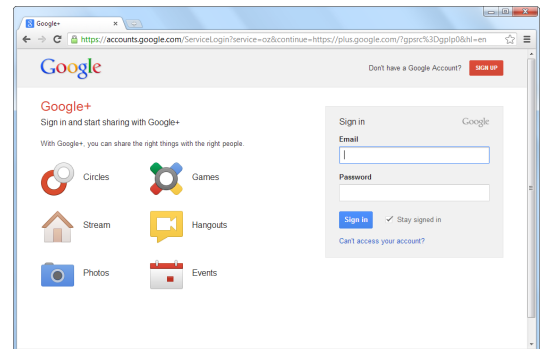 Google+
https://accounts.google.com/ServiceLogin?service=oz&continue=https://plus.google.com/?gpsrc%3Dgplp0&hl=en
Google
Don't have a Google Account? SIGN UP
Google+
Sign in and start sharing with Google+
With Google+, you can share the right things with the right people.
Circles
Games
Stream
Hangouts
Photos
Events
Sign in Google
Email
Password
Sign in Stay signed in
Can't access your account?